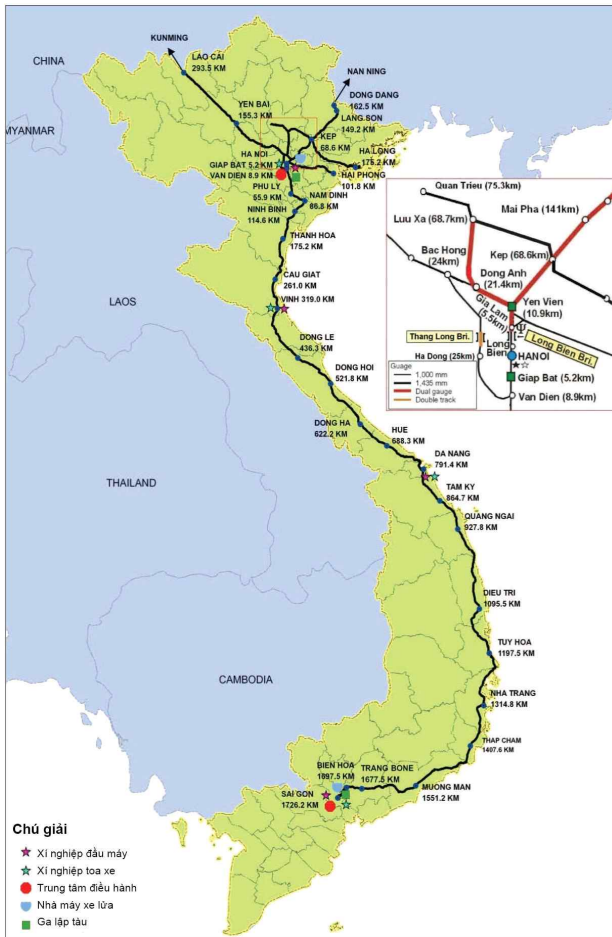 KUNMING
CHINA
LAO CAI
293.5 KM
NAN NING
DONG DANG
162.5 KM
YEN BAI
155.3 KM
LANG SON
149.2 KM
MYANMAR
KEP
68.6 KM
HA NOI
HA LONG
175.2 KM
GIAP BAT 5.2 KM
VAN DIEN 8.9 KM
HAI PHONG
101.8 KM
PHU LY
55.9 KM
NAM DINH
86.8 KM
NINH BINH
114.6 KM
THANH HOA
175.2 KM
CAU GIAT
261.0 KM
LAOS
VINH 319.0 KM
DONG LE
436.3 KM
DONG HOI
521.8 KM
DONG HA
622.2 KM
HUE
688.3 KM
DA NANG
791.4 KM
TAM KY
864.7 KM
THAILAND
QUANG NGAI
927.8 KM
DIEU TRI
1095.5 KM
TUY HOA
1197.5 KM
CAMBODIA
NHA TRANG
1314.8 KM
THAP CHAM
1407.6 KM
BIEN HOA
1697.5 KM
TRANG BONE
1677.5 KM
MUONG MAN
1551.2 KM
SAI GON
1726.2 KM
Quan Trieu (75.3km)
Mai Pha (141km)
Luu Xa (68.7km)
Bac Hong
(24km)
Kep (68.6km)
Dong Anh
(21.4km)
Gia Lam
(5.5km)
Yen Vien
(10.9km)
Thang Long Bri.
Long
Bien
Long Bien Bri.
HANOI
Ha Dong (25km)
Giap Bat (5.2km)
Van Dien (8.9km)
Guage
1,000 mm
1,435 mm
Dual gauge
Double track
Chú giải
Xí nghiệp đầu máy
Xí nghiệp toa xe
Trung tâm điều hành
Nhà máy xe lửa
Ga lập tàu